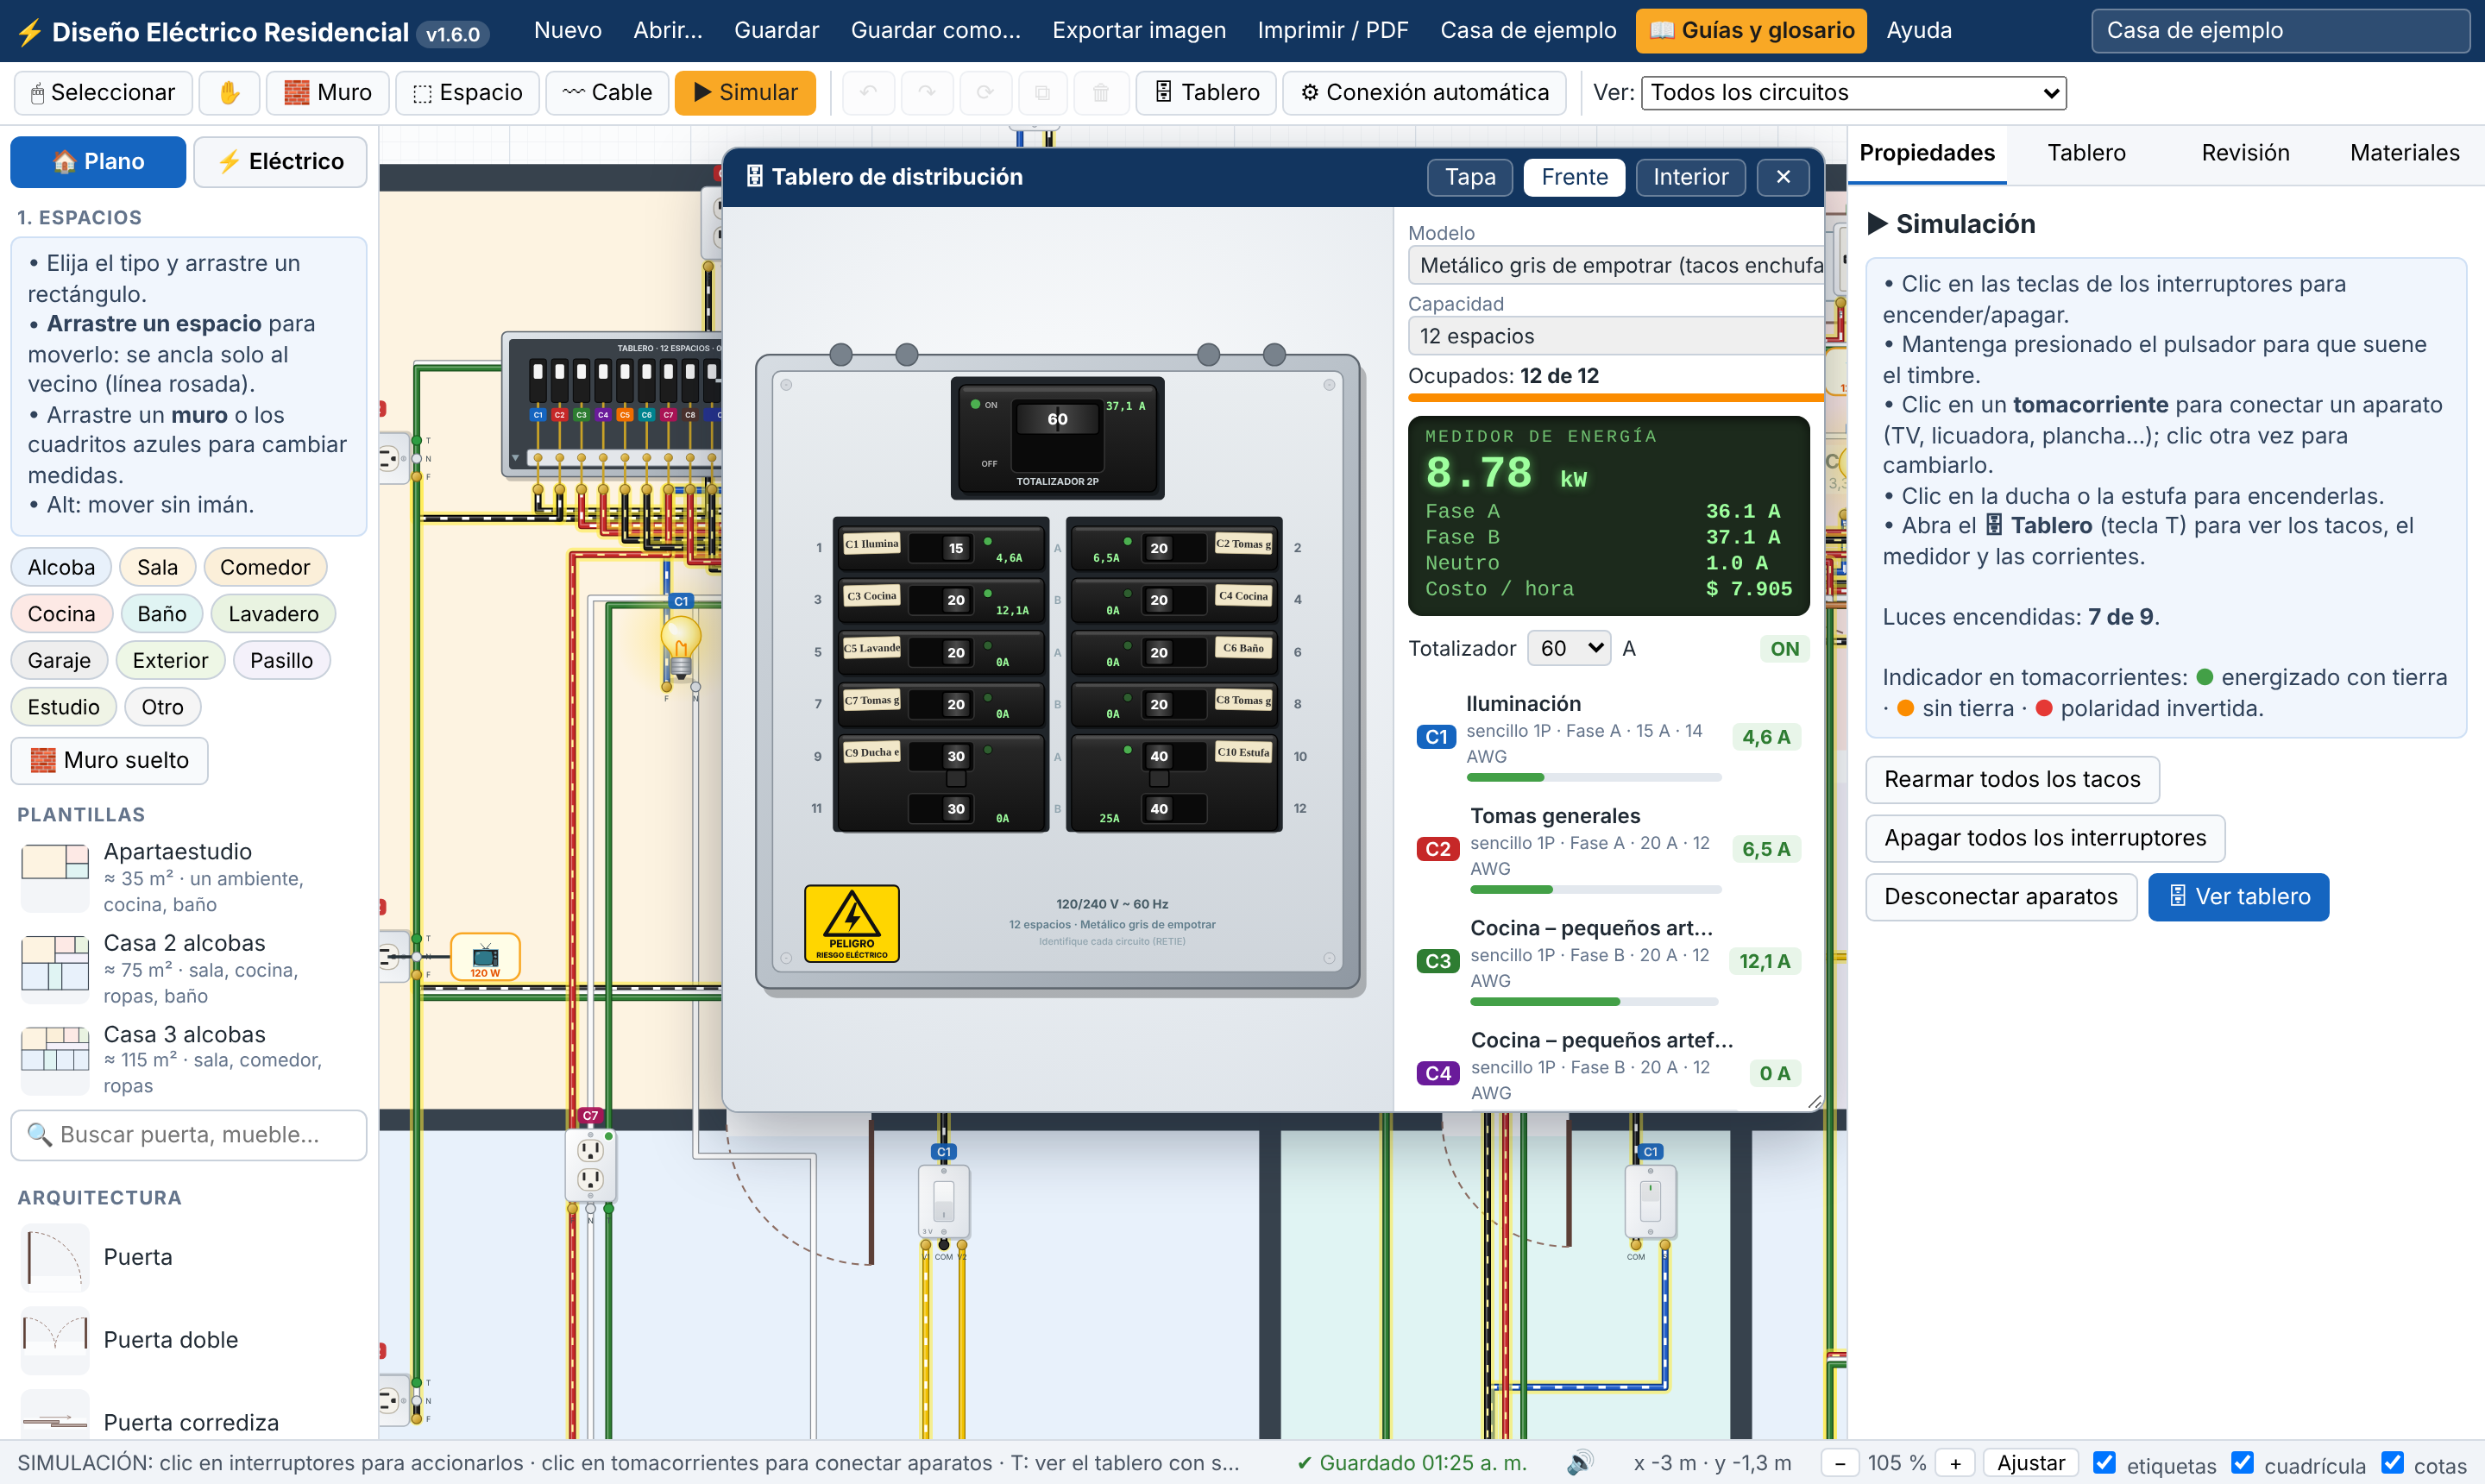 ⚡ Diseño Eléctrico Residencial v1.6.0
Nuevo
Abrir...
Guardar
Guardar como...
Exportar imagen
Imprimir / PDF
Casa de ejemplo
📖 Guías y glosario
Ayuda
Casa de ejemplo
Seleccionar
Muro
Espacio
Cable
▶ Simular
Tablero
⚙ Conexión automática
Ver: Todos los circuitos
🏠 Plano
⚡ Eléctrico
1. ESPACIOS
• Elija el tipo y arrastre un
rectángulo.
• Arrastre un espacio para
moverlo: se ancla solo al
vecino (línea rosada).
• Arrastre un muro o los
cuadritos azules para cambiar
medidas.
• Alt: mover sin imán.
Alcoba
Sala
Comedor
Cocina
Baño
Lavadero
Garaje
Exterior
Pasillo
Estudio
Otro
Muro suelto
PLANTILLAS
Apartaestudio
≈ 35 m² · un ambiente,
cocina, baño
Casa 2 alcobas
≈ 75 m² · sala, cocina,
ropas, baño
Casa 3 alcobas
≈ 115 m² · sala, comedor,
ropas
🔍 Buscar puerta, mueble...
ARQUITECTURA
Puerta
Puerta doble
Puerta corrediza
TABLERO · 12 ESPACIOS
C1 C2 C3 C4 C5 C6 C7 C8
T
N
F
C1
F
N
T
N
F
120 W
C7
N
T
N
F
C1
3 V
COM V2
C1
COM
Tablero de distribución
Tapa
Frente
Interior
✕
ON
60
37,1 A
OFF
TOTALIZADOR 2P
1 C1 Ilumina 15 4,6A A 6,5A 20 C2 Tomas g 2
3 C3 Cocina 20 12,1A B 0A 20 C4 Cocina 4
5 C5 Lavande 20 0A A 0A 20 C6 Baño 6
7 C7 Tomas g 20 0A B 0A 20 C8 Tomas g 8
9 C9 Ducha e 30 A 40 C10 Estufa 10
11 30 0A B 25A 40 12
PELIGRO
RIESGO ELÉCTRICO
120/240 V ~ 60 Hz
12 espacios · Metálico gris de empotrar
Identifique cada circuito (RETIE)
Modelo
Metálico gris de empotrar (tacos enchufa
Capacidad
12 espacios
Ocupados: 12 de 12
MEDIDOR DE ENERGÍA
8.78 kW
Fase A 36.1 A
Fase B 37.1 A
Neutro 1.0 A
Costo / hora $ 7.905
Totalizador 60 A ON
Iluminación
C1 sencillo 1P · Fase A · 15 A · 14
AWG
4,6 A
Tomas generales
C2 sencillo 1P · Fase A · 20 A · 12
AWG
6,5 A
Cocina – pequeños art...
C3 sencillo 1P · Fase B · 20 A · 12
AWG
12,1 A
Cocina – pequeños artef...
C4 sencillo 1P · Fase B · 20 A · 12
AWG
0 A
Propiedades
Tablero
Revisión
Materiales
▶ Simulación
• Clic en las teclas de los interruptores para
encender/apagar.
• Mantenga presionado el pulsador para que suene
el timbre.
• Clic en un tomacorriente para conectar un aparato
(TV, licuadora, plancha...); clic otra vez para
cambiarlo.
• Clic en la ducha o la estufa para encenderlas.
• Abra el Tablero (tecla T) para ver los tacos, el
medidor y las corrientes.
Luces encendidas: 7 de 9.
Indicador en tomacorrientes: energizado con tierra
· sin tierra · polaridad invertida.
Rearmar todos los tacos
Apagar todos los interruptores
Desconectar aparatos
Ver tablero
SIMULACIÓN: clic en interruptores para accionarlos · clic en tomacorrientes para conectar aparatos · T: ver el tablero con s...
✔ Guardado 01:25 a. m.
x -3 m · y -1,3 m
− 105 % +
Ajustar
etiquetas
cuadrícula
cotas